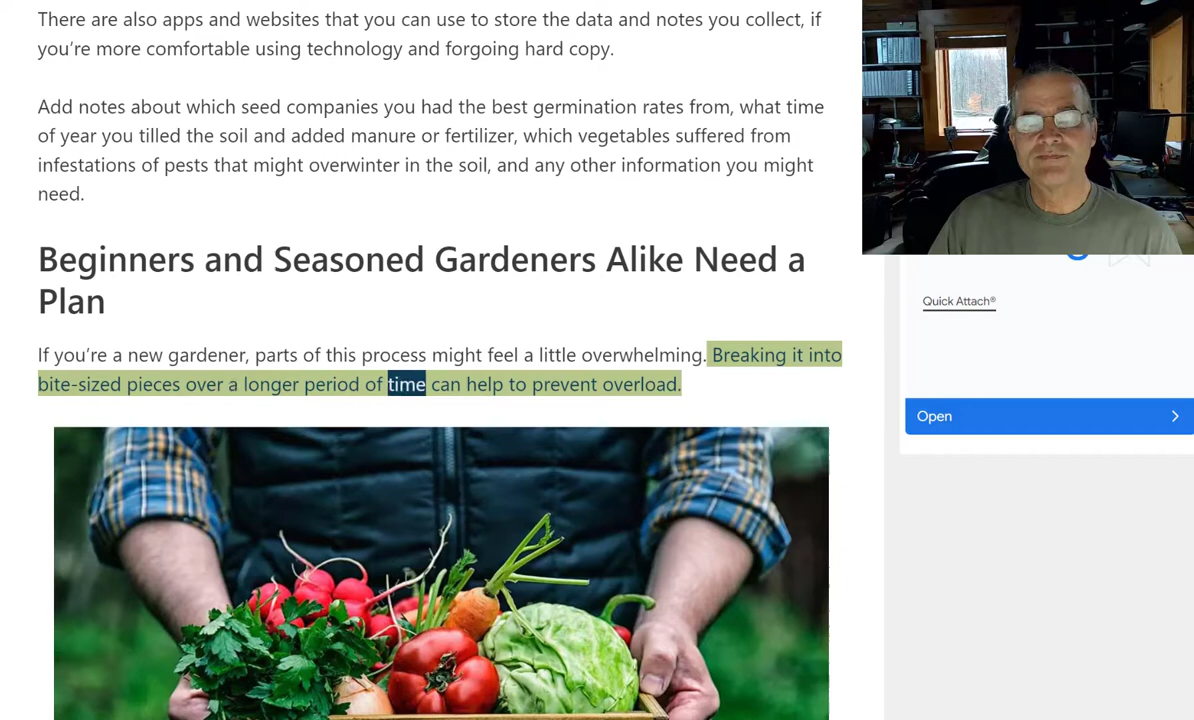 There are also apps and websites that you can use to store the data and notes you collect, if
you’re more comfortable using technology and forgoing hard copy.
Add notes about which seed companies you had the best germination rates from, what time
of year you tilled the soil and added manure or fertilizer, which vegetables suffered from
infestations of pests that might overwinter in the soil, and any other information you might
need.
Beginners and Seasoned Gardeners Alike Need a
Plan
If you’re a new gardener, parts of this process might feel a little overwhelming. Breaking it into
bite-sized pieces over a longer period of time can help to prevent overload.
Quick Attach®
Open